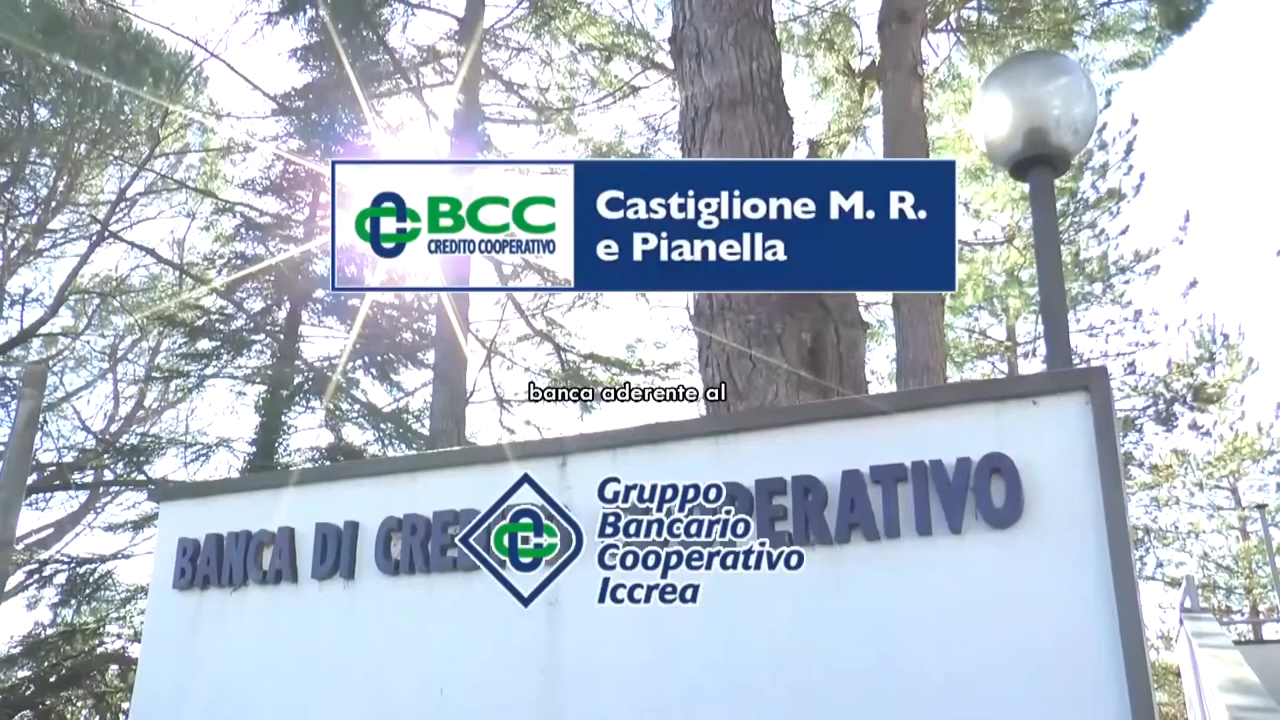 BCC
CREDITO COOPERATIVO
Castiglione M. R.
e Pianella
banca aderente al
BANCA DI CRE PERATIVO
Gruppo
Bancario
Cooperativo
Iccrea